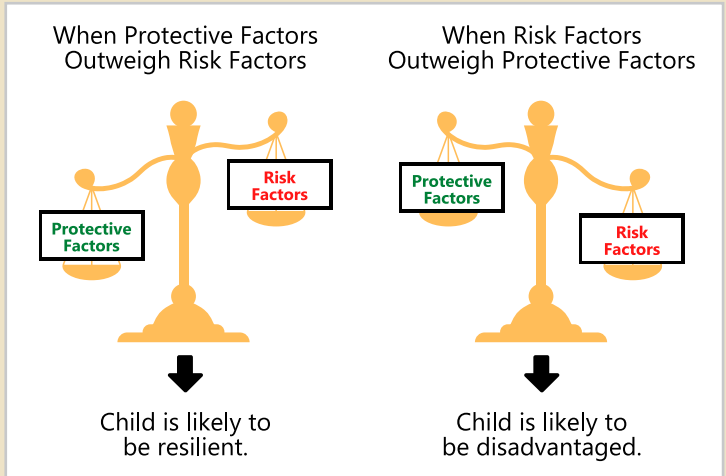 When Protective Factors
Outweigh Risk Factors
Protective
Factors
Risk
Factors
Child is likely to
be resilient.
When Risk Factors
Outweigh Protective Factors
Protective
Factors
Risk
Factors
Child is likely to
be disadvantaged.